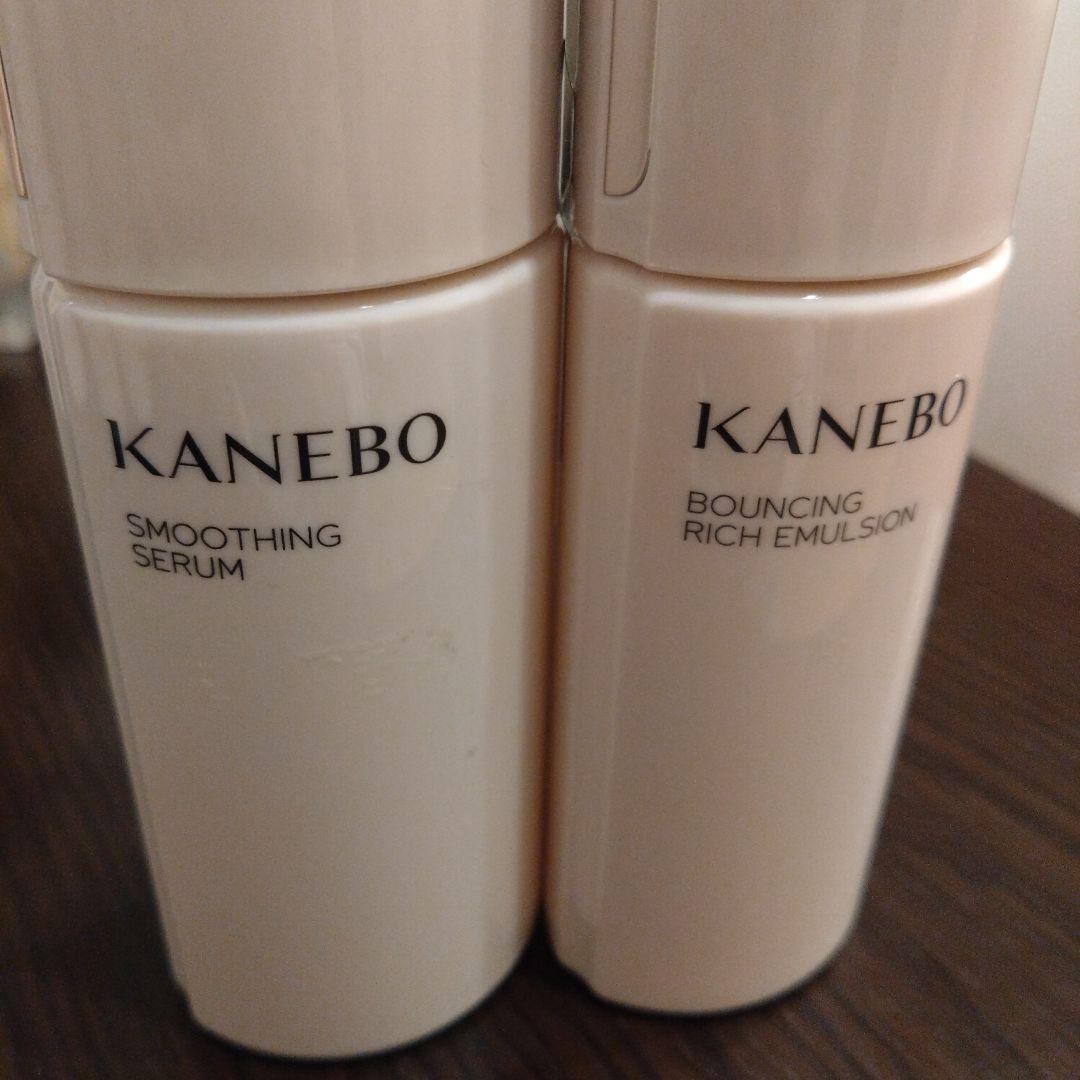 KANEBO
SMOOTHING
SERUM
KANEBO
BOUNCING
RICH EMULSION